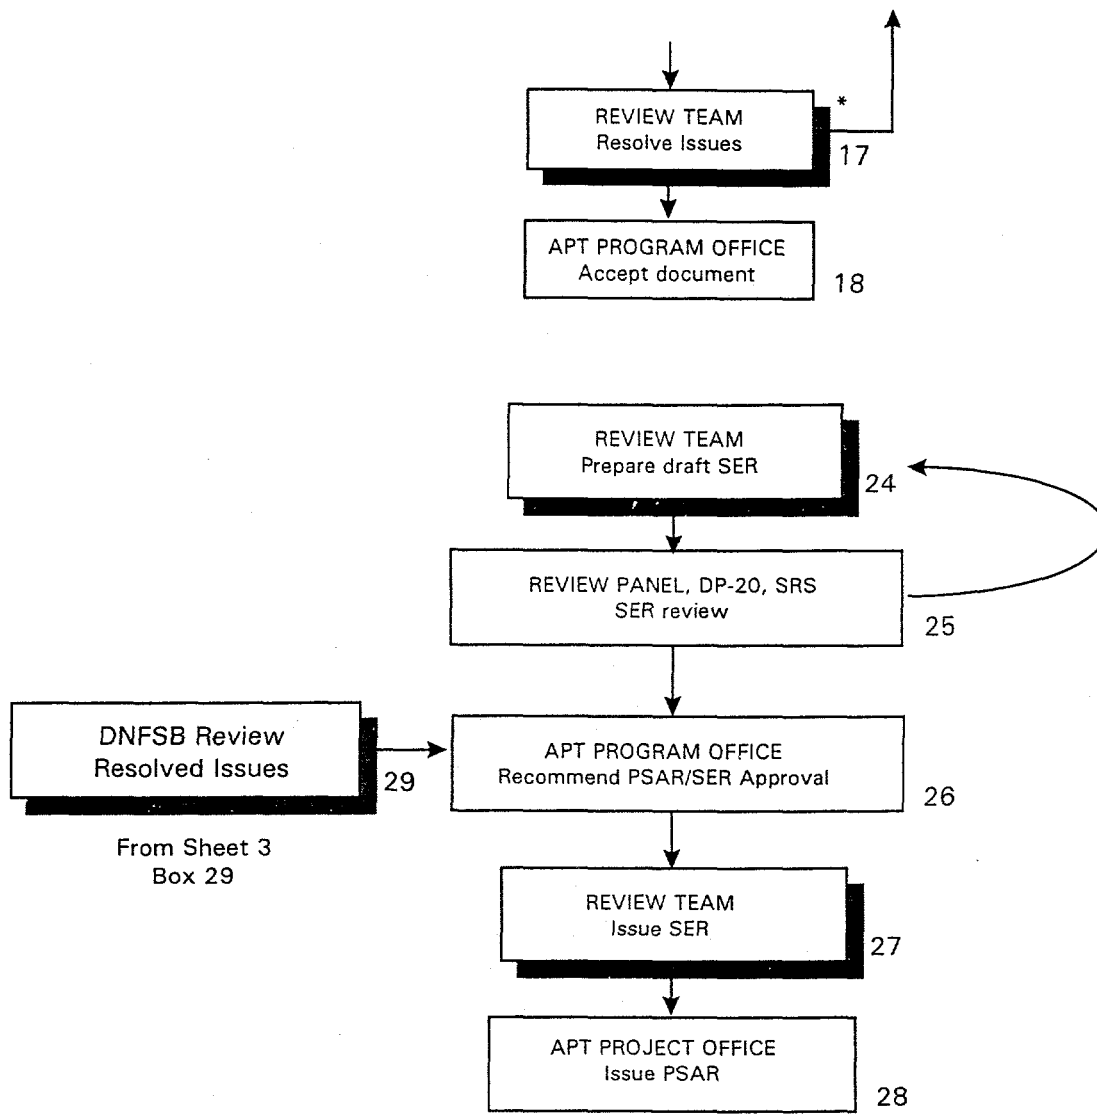 REVIEW TEAM
Resolve Issues
*
17
APT PROGRAM OFFICE
Accept document
18
REVIEW TEAM
Prepare draft SER
24
REVIEW PANEL, DP-20, SRS
SER review
25
DNFSB Review
Resolved Issues
29
From Sheet 3
Box 29
APT PROGRAM OFFICE
Recommend PSAR/SER Approval
26
REVIEW TEAM
Issue SER
27
APT PROJECT OFFICE
Issue PSAR
28